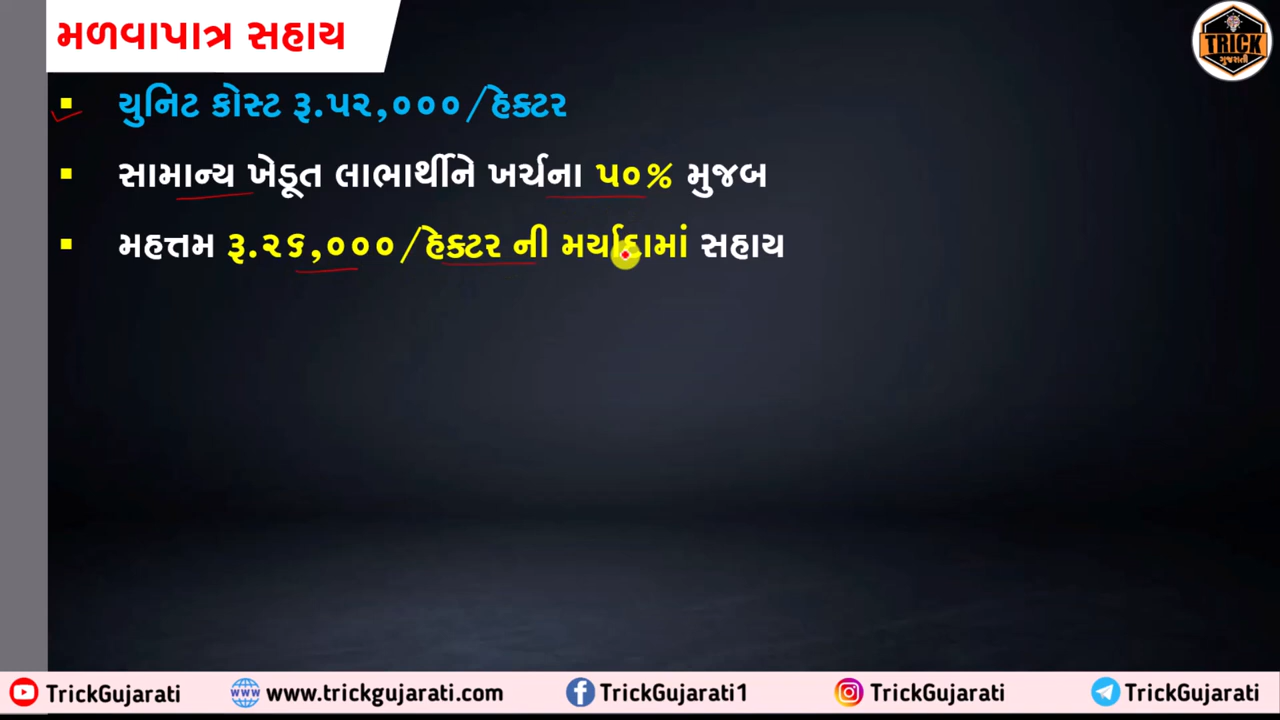 મળવાપાત્ર સહાય
TRICK
ગુજરાતી
▪ યુનિટ કોસ્ટ રૂ.૫૨,૦૦૦/હેક્ટર
▪ સામાન્ય ખેડૂત લાભાર્થીને ખર્ચના ૫૦% મુજબ
▪ મહત્તમ રૂ.૨૬,૦૦૦/હેક્ટર ની મર્યાદામાં સહાય
TrickGujarati www.trickgujarati.com TrickGujarati1 TrickGujarati TrickGujarati